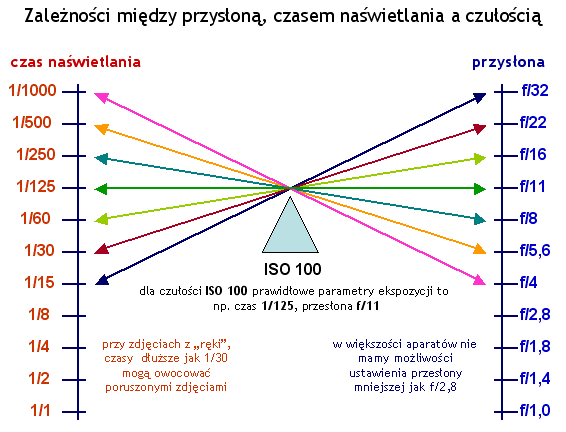 Zależności między przysłoną, czasem naświetlania a czułością
czas naświetlania
przysłona
1/1000
f/32
1/500
f/22
1/250
f/16
1/125
f/11
1/60
f/8
1/30
f/5,6
1/15
f/4
1/8
f/2,8
1/4
f/1,8
1/2
f/1,4
1/1
f/1,0
ISO 100
dla czułości ISO 100 prawidłowe parametry ekspozycji to
np. czas 1/125, przesłona f/11
przy zdjęciach z „ręki”,
czasy dłuższe jak 1/30
mogą owocować
poruszonymi zdjęciami
w większości aparatów nie
mamy możliwości
ustawienia przesłony
mniejszej jak f/2,8